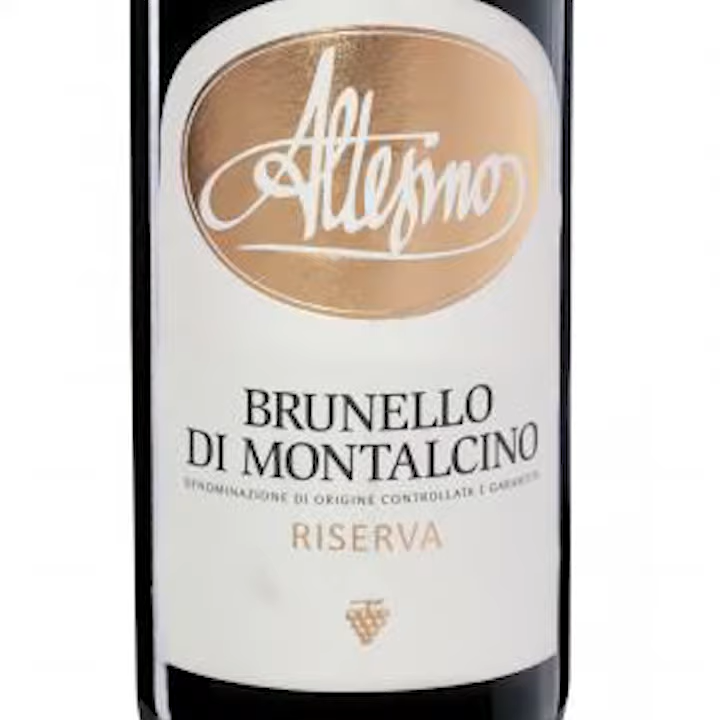 Altesino
BRUNELLO
DI MONTALCINO
DENOMINAZIONE DI ORIGINE CONTROLLATA E GARANTITA
RISERVA